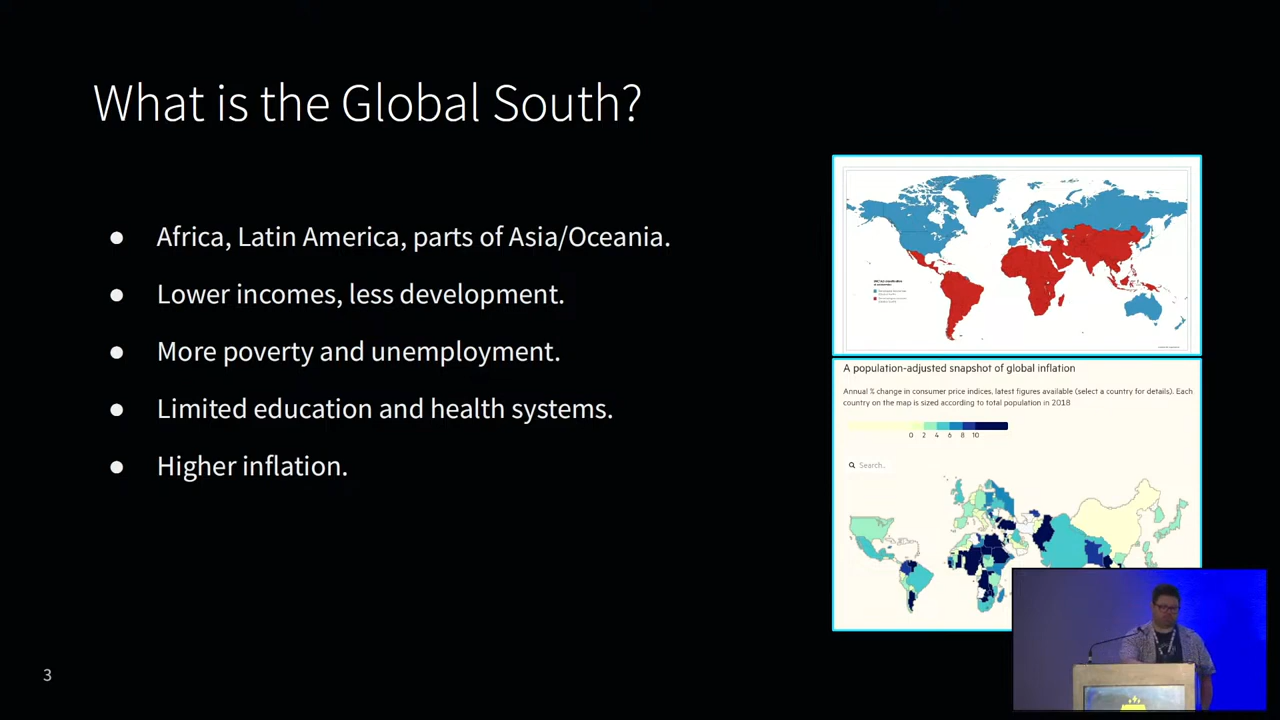 What is the Global South?
● Africa, Latin America, parts of Asia/Oceania.
● Lower incomes, less development.
● More poverty and unemployment.
● Limited education and health systems.
● Higher inflation.
A population-adjusted snapshot of global inflation
Annual % change in consumer price indices, latest figures available (select a country for details). Each
country on the map is sized according to total population in 2018
0 2 4 6 8 10
Search..
3